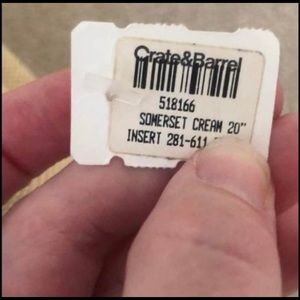 Crate&Barrel
518166
SOMERSET CREAM 20"
INSERT 281-611